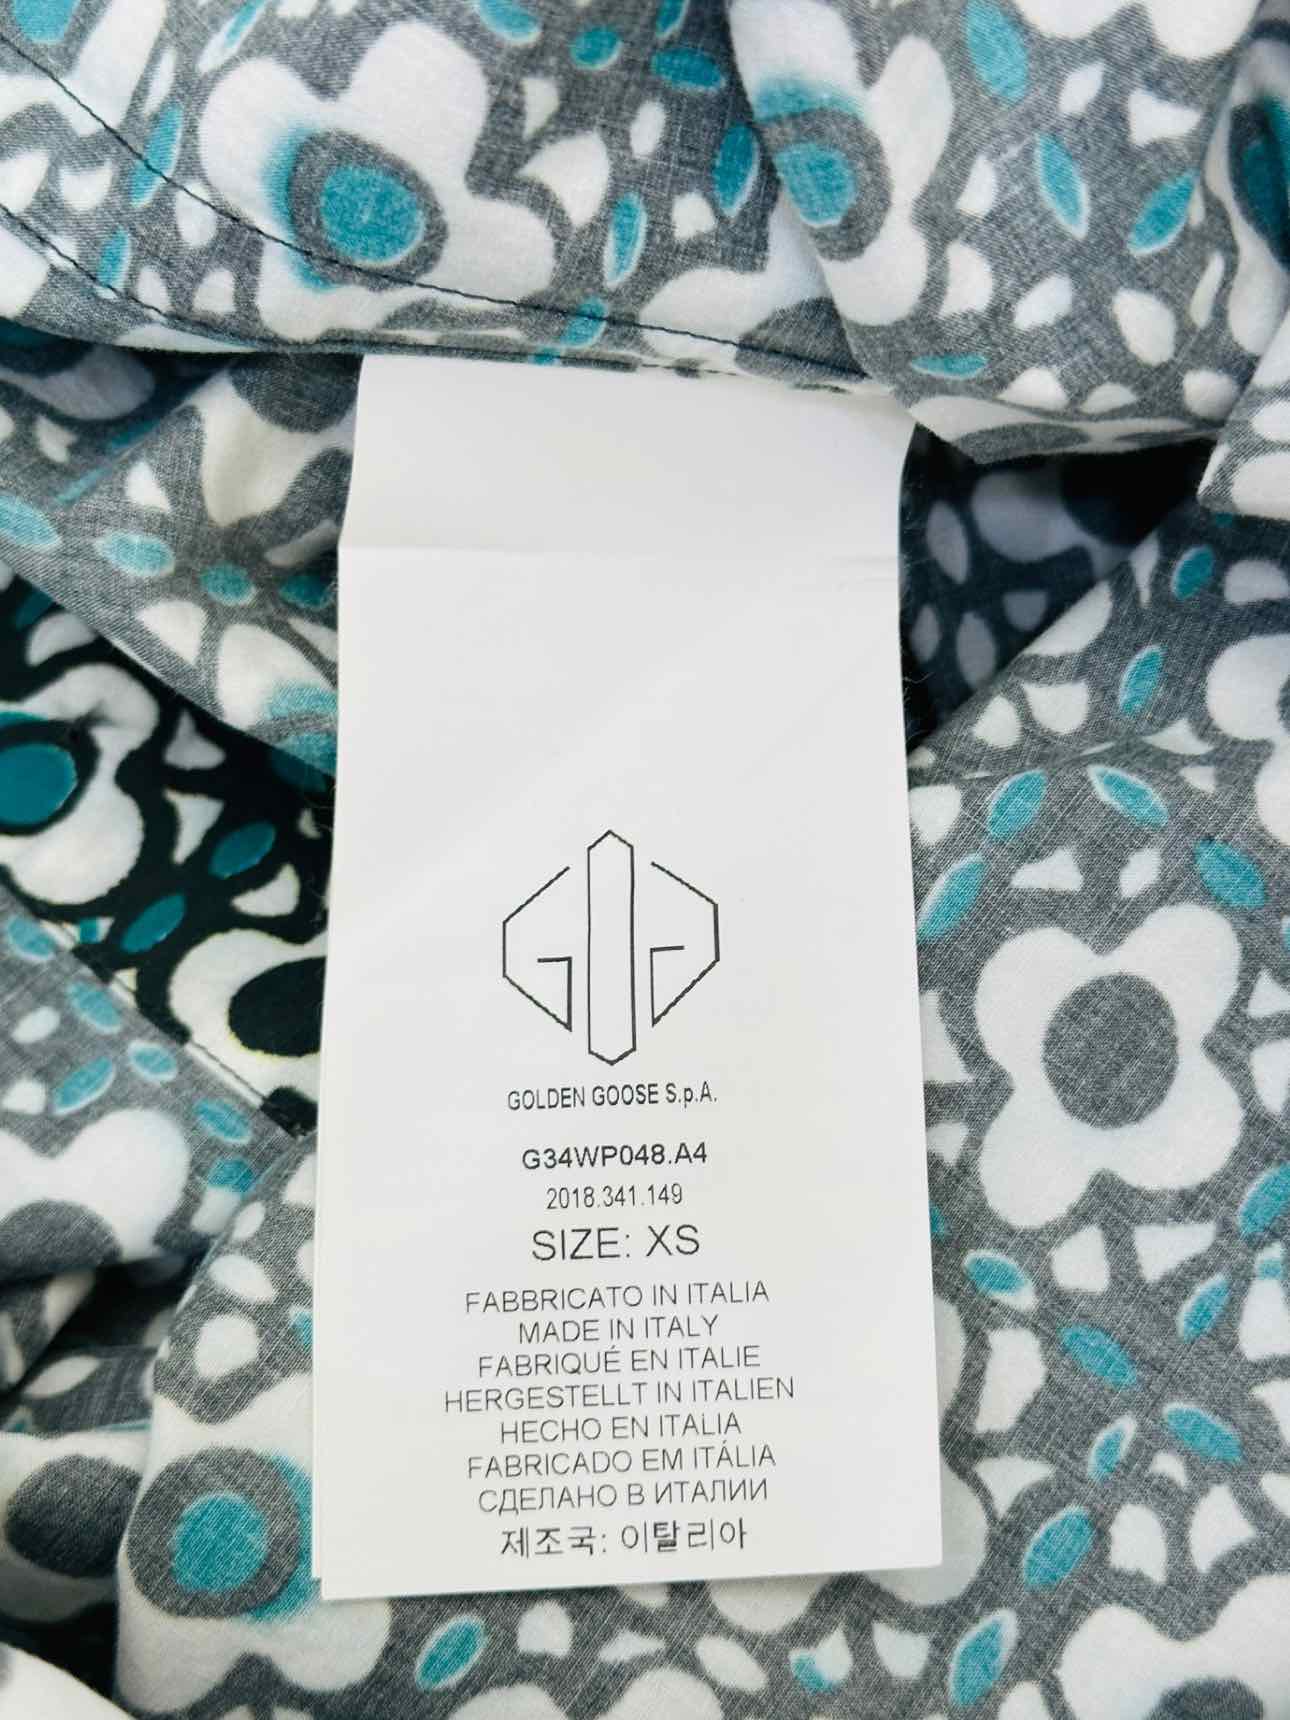 GOLDEN GOOSE S.p.A.
G34WP048.A4
2018.341.149
SIZE: XS
FABBRICATO IN ITALIA
MADE IN ITALY
FABRIQUÉ EN ITALIE
HERGESTELLT IN ITALIEN
HECHO EN ITALIA
FABRICADO EM ITÁLIA
СДЕЛАНО В ИТАЛИИ
제조국: 이탈리아